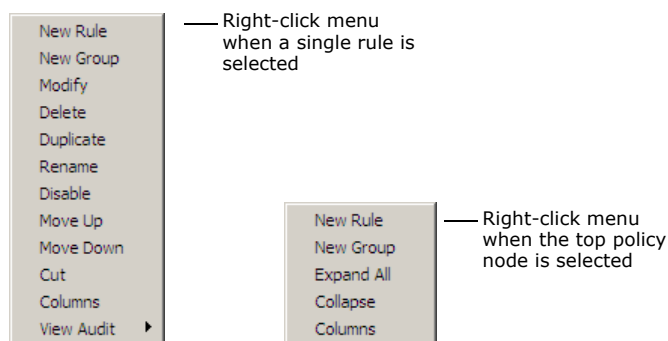 New Rule
New Group
Modify
Delete
Duplicate
Rename
Disable
Move Up
Move Down
Cut
Columns
View Audit
Right-click menu
when a single rule is
selected
New Rule
New Group
Expand All
Collapse
Columns
Right-click menu
when the top policy
node is selected